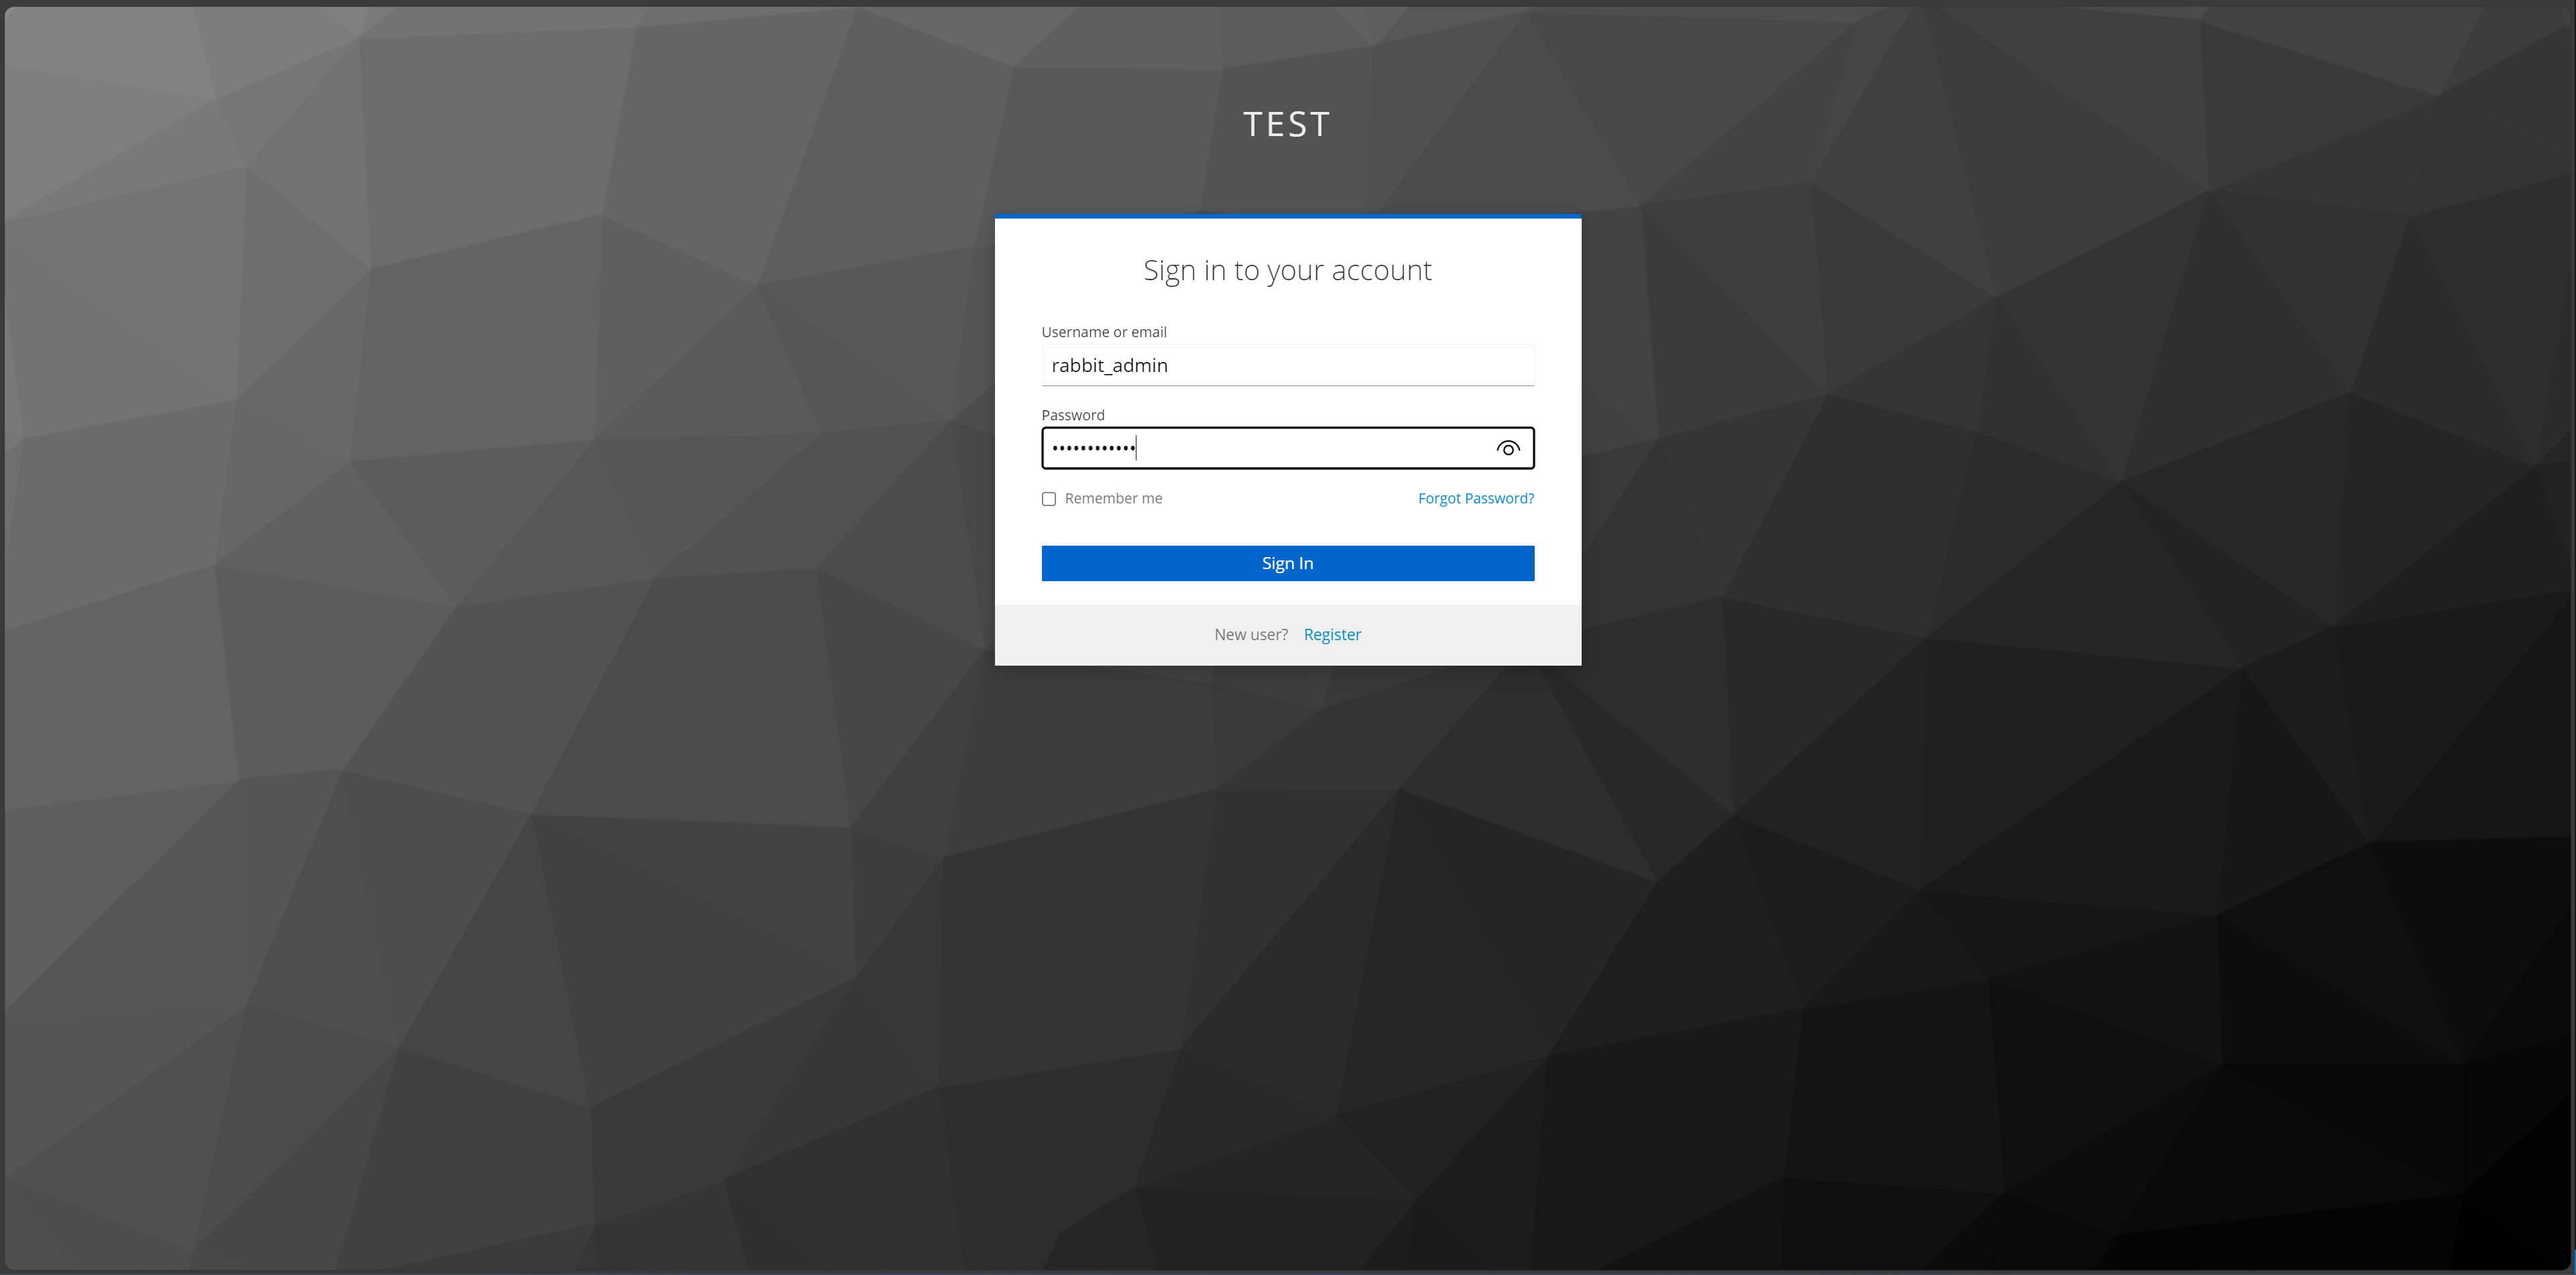 TEST
Sign in to your account
Username or email
rabbit_admin
Password
••••••••••••
Remember me Forgot Password?
Sign In
New user? Register